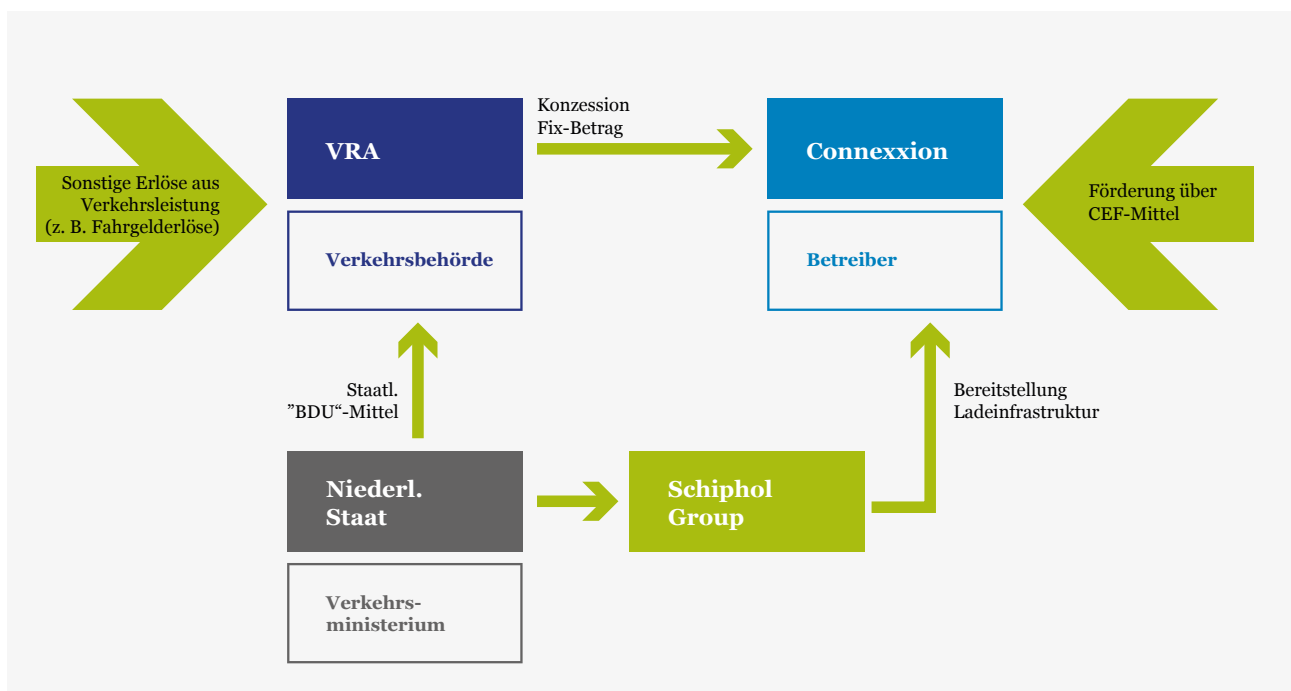 Konzession
Fix-Betrag
VRA
Connexxion
Sonstige Erlöse aus
Verkehrsleistung
(z. B. Fahrgelderlöse)
Förderung über
CEF-Mittel
Verkehrsbehörde
Betreiber
Staatl.
”BDU“-Mittel
Bereitstellung
Ladeinfrastruktur
Niederl.
Staat
Schiphol
Group
Verkehrs-
ministerium